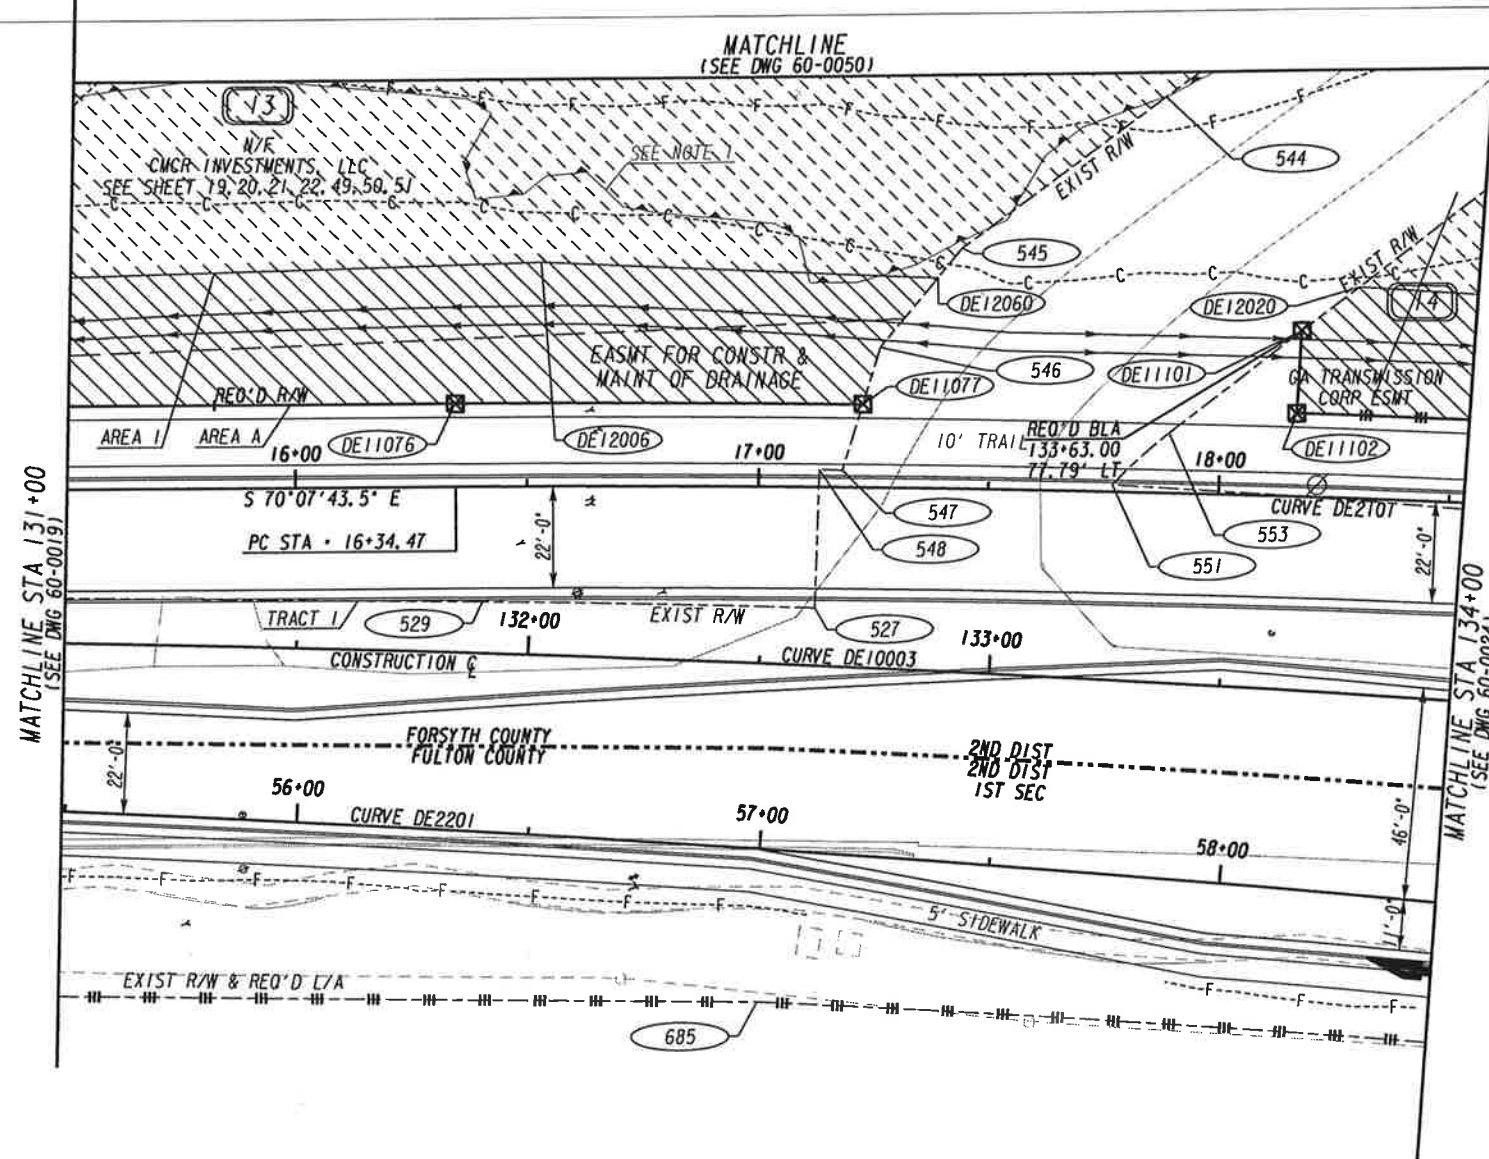 MATCHLINE
(SEE DWG 60-0050)
13
N/F
CMCR INVESTMENTS, LLC
SEE SHEET 19, 20, 21, 22, 49, 50, 51
SEE NOTE 1
EXIST R/W
544
545
EXIST R/W
14
DE12060
DE12020
EASMT FOR CONSTR &
MAINT OF DRAINAGE
546
DE11101
DE11077
GA TRANSMISSION
CORP ESMT
REQ'D R/W
AREA 1
AREA A
DE11076
DE12006
10' TRAIL
REQ'D BLA
133+63.00
77.79' LT
DE11102
16+00
17+00
18+00
S 70°07'43.5" E
PC STA = 16+34.47
22'-0"
547
548
553
551
CURVE DE2TOT
22'-0"
MATCHLINE STA 131+00
(SEE DWG 60-0019)
TRACT 1
529
132+00
EXIST R/W
527
133+00
CONSTRUCTION ℄
CURVE DE10003
FORSYTH COUNTY
FULTON COUNTY
2ND DIST
2ND DIST
1ST SEC
22'-0"
46'-0"
MATCHLINE STA 134+00
56+00
CURVE DE2201
57+00
58+00
5' SIDEWALK
11'-0"
EXIST R/W & REQ'D L/A
685
C C C C C C C C C C C C C
F F F F F F F F F F
F F F F F F F F
F F F